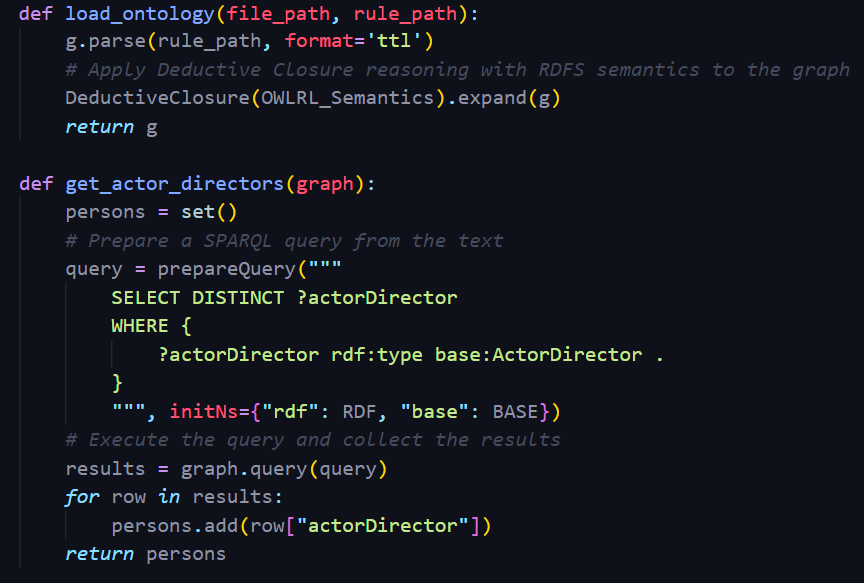 def load_ontology(file_path, rule_path):
    g.parse(rule_path, format='ttl')
    # Apply Deductive Closure reasoning with RDFS semantics to the graph
    DeductiveClosure(OWLRL_Semantics).expand(g)
    return g

def get_actor_directors(graph):
    persons = set()
    # Prepare a SPARQL query from the text
    query = prepareQuery("""
        SELECT DISTINCT ?actorDirector
        WHERE {
            ?actorDirector rdf:type base:ActorDirector .
        }
        """, initNs={"rdf": RDF, "base": BASE})
    # Execute the query and collect the results
    results = graph.query(query)
    for row in results:
        persons.add(row["actorDirector"])
    return persons